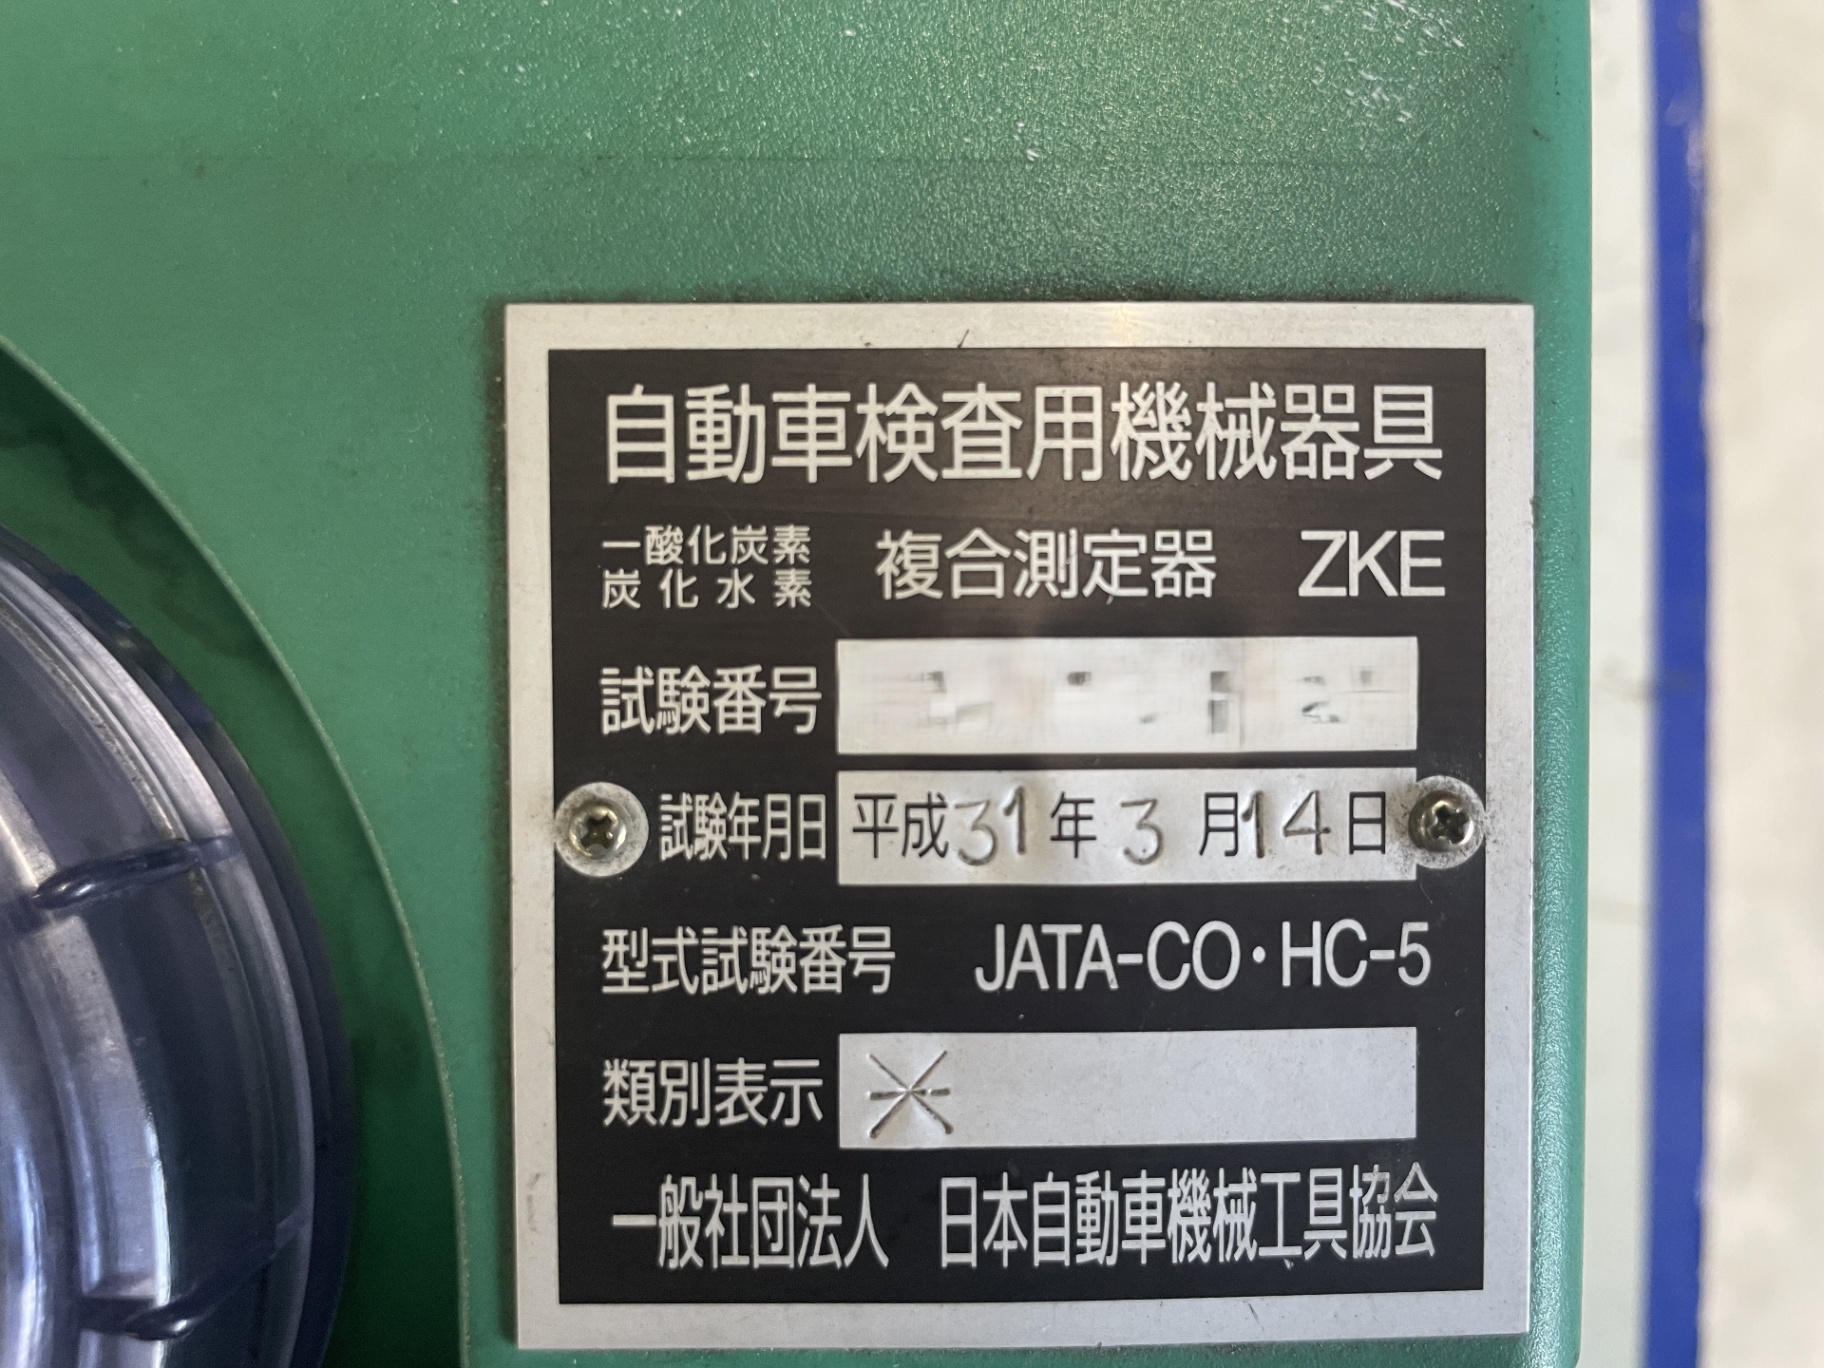 自動車検査用機械器具
一酸化炭素
炭化水素 複合測定器 ZKE
試験番号
試験年月日 平成31年3月14日
型式試験番号 JATA-CO・HC-5
類別表示 ＊
一般社団法人 日本自動車機械工具協会